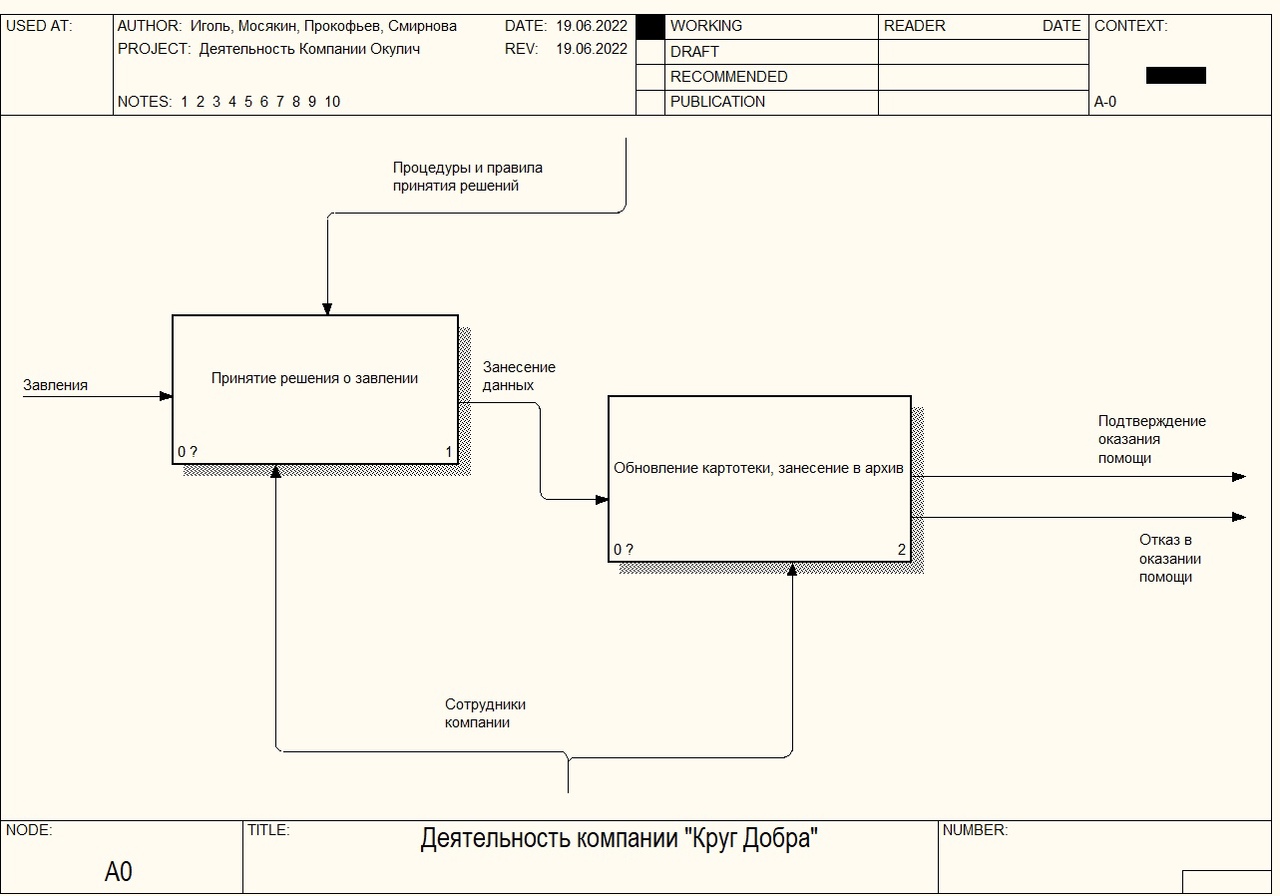 USED AT:
AUTHOR: Иголь, Мосякин, Прокофьев, Смирнова
DATE: 19.06.2022
PROJECT: Деятельность Компании Окулич
REV: 19.06.2022
NOTES: 1 2 3 4 5 6 7 8 9 10
WORKING
DRAFT
RECOMMENDED
PUBLICATION
READER DATE
CONTEXT:
A-0
Процедуры и правила
принятия решений
Завления
Принятие решения о завлении
0 ? 1
Занесение
данных
Обновление картотеки, занесение в архив
0 ? 2
Подтверждение
оказания
помощи
Отказ в
оказании
помощи
Сотрудники
компании
NODE:
A0
TITLE:
Деятельность компании "Круг Добра"
NUMBER: